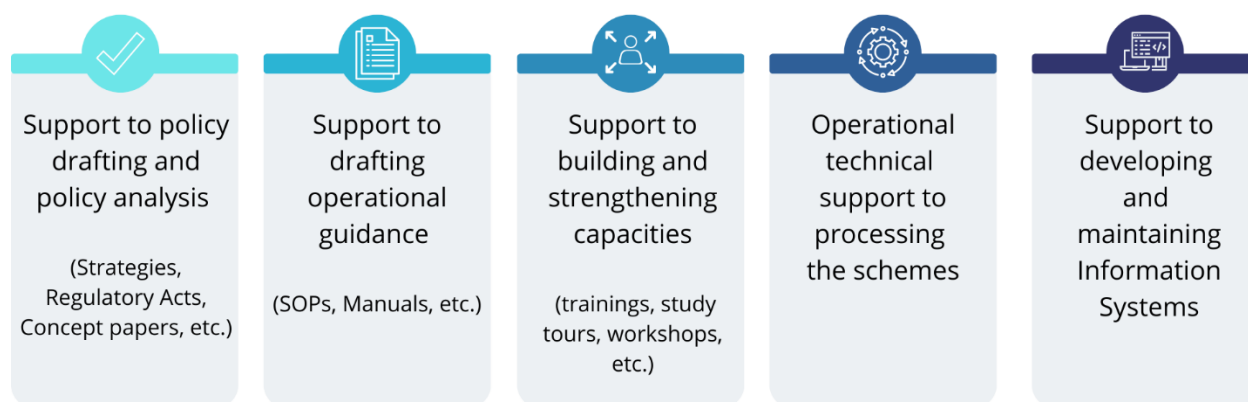 Support to policy
drafting and
policy analysis
(Strategies,
Regulatory Acts,
Concept papers, etc.)
Support to
drafting
operational
guidance
(SOPs, Manuals, etc.)
Support to
building and
strengthening
capacities
(trainings, study
tours, workshops,
etc.)
Operational
technical
support to
processing
the schemes
Support to
developing
and
maintaining
Information
Systems